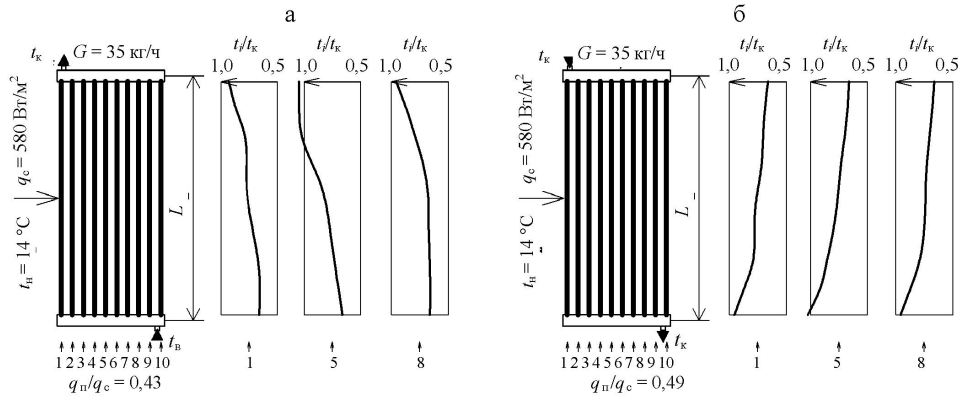 а
t_к G = 35 кг/ч
t_i/t_к t_i/t_к t_i/t_к
1,0 0,5 1,0 0,5 1,0 0,5
q_с = 580 Вт/м²
t_н = 14 °С
L
t_в
1 2 3 4 5 6 7 8 9 10
1 5 8
q_п/q_с = 0,43
б
t_к G = 35 кг/ч
t_i/t_к t_i/t_к t_i/t_к
1,0 0,5 1,0 0,5 1,0 0,5
q_с = 580 Вт/м²
t_н = 14 °С
L
t_к
1 2 3 4 5 6 7 8 9 10
1 5 8
q_п/q_с = 0,49